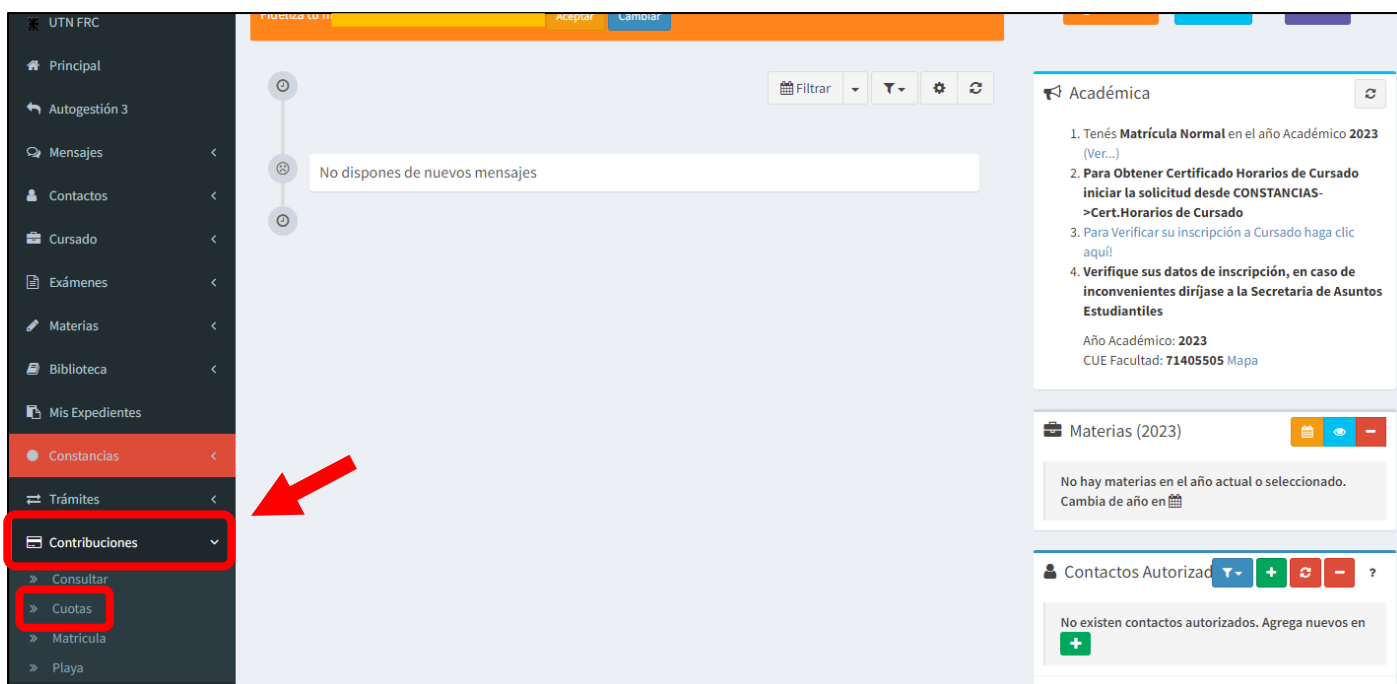 UTN FRC
Principal
Autogestión 3
Mensajes
Contactos
Cursado
Exámenes
Materias
Biblioteca
Mis Expedientes
Constancias
Trámites
Contribuciones
Consultar
Cuotas
Matricula
Playa
Fideliza tu
Aceptar
Cambiar
Filtrar
No dispones de nuevos mensajes
Académica
1. Tenés Matrícula Normal en el año Académico 2023
(Ver...)
2. Para Obtener Certificado Horarios de Cursado
iniciar la solicitud desde CONSTANCIAS-
>Cert.Horarios de Cursado
3. Para Verificar su inscripción a Cursado haga clic
aquí!
4. Verifique sus datos de inscripción, en caso de
inconvenientes diríjase a la Secretaria de Asuntos
Estudiantiles
Año Académico: 2023
CUE Facultad: 71405505 Mapa
Materias (2023)
No hay materias en el año actual o seleccionado.
Cambia de año en
Contactos Autorizad
?
No existen contactos autorizados. Agrega nuevos en